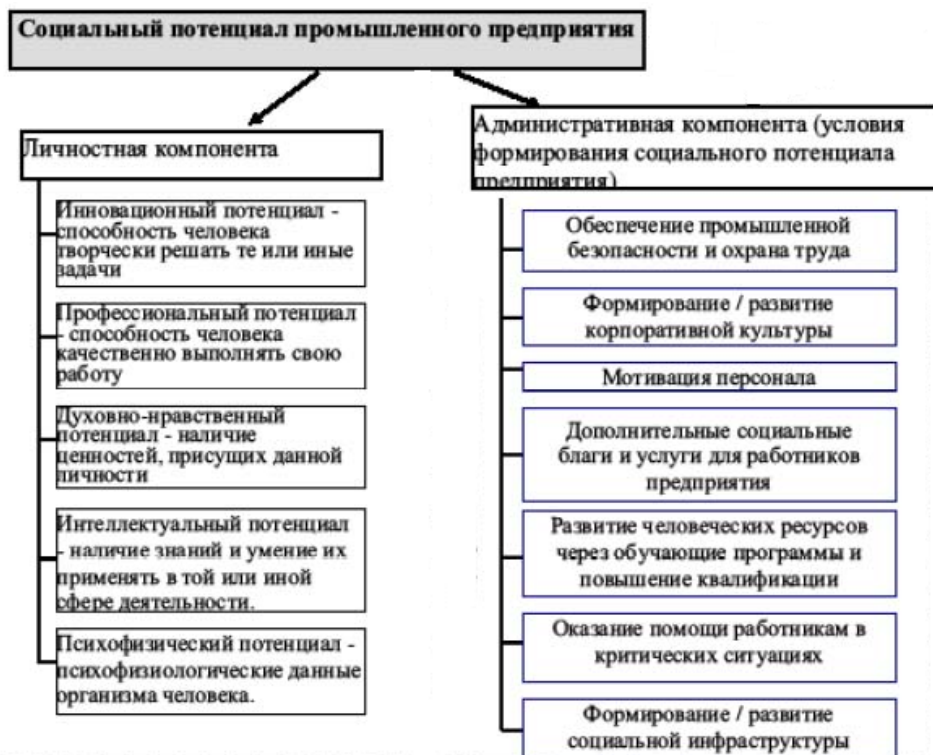 Социальный потенциал промышленного предприятия
Личностная компонента
Инновационный потенциал -
способность человека
творчески решать те или иные
задачи
Профессиональный потенциал
- способность человека
качественно выполнять свою
работу
Духовно-нравственный
потенциал - наличие
ценностей, присущих данной
личности
Интеллектуальный потенциал
- наличие знаний и умение их
применять в той или иной
сфере деятельности.
Психофизический потенциал -
психофизиологические данные
организма человека.
Административная компонента (условия
формирования социального потенциала
предприятия)
Обеспечение промышленной
безопасности и охрана труда
Формирование / развитие
корпоративной культуры
Мотивация персонала
Дополнительные социальные
благи и услуги для работников
предприятия
Развитие человеческих ресурсов
через обучающие программы и
повышение квалификации
Оказание помощи работникам в
критических ситуациях
Формирование / развитие
социальной инфраструктуры